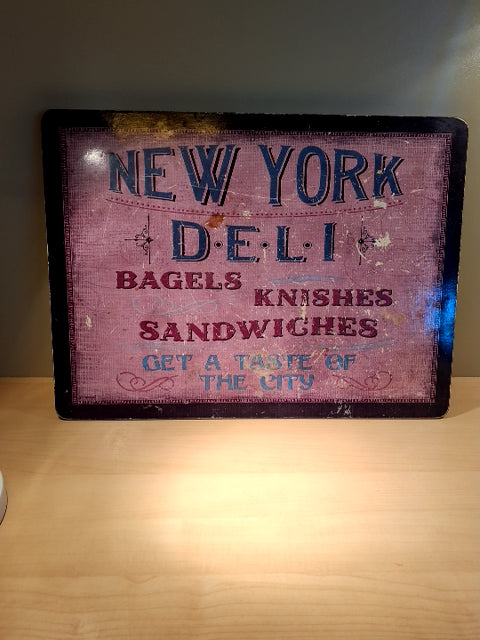 NEW YORK
D·E·L·I
BAGELS
KNISHES
SANDWICHES
GET A TASTE OF
THE CITY